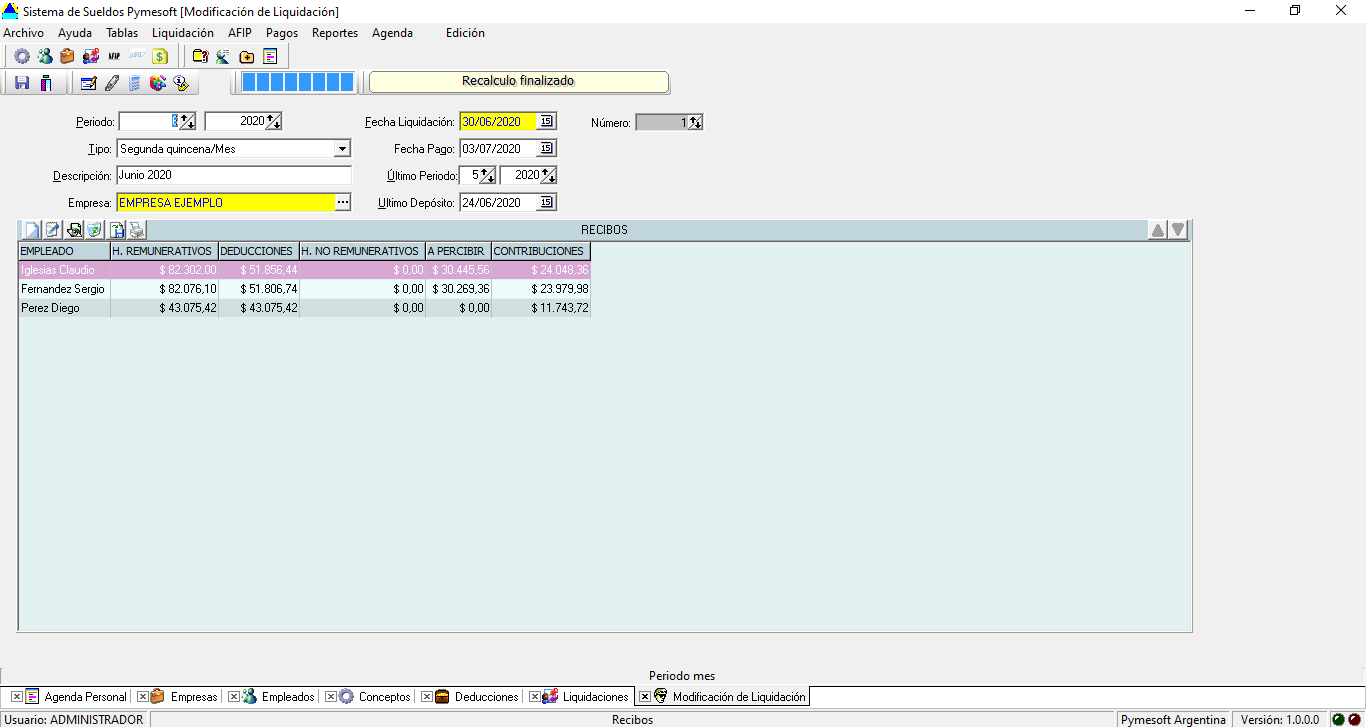 Sistema de Sueldos Pymesoft [Modificación de Liquidación]
Archivo Ayuda Tablas Liquidación AFIP Pagos Reportes Agenda Edición
AFIP
Recalculo finalizado
Periodo: 2020 Fecha Liquidación: 30/06/2020 15 Número: 1
Tipo: Segunda quincena/Mes Fecha Pago: 03/07/2020 15
Descripción: Junio 2020 Último Periodo: 5 2020
Empresa: EMPRESA EJEMPLO ... Ultimo Depósito: 24/06/2020 15
RECIBOS
EMPLEADO H. REMUNERATIVOS DEDUCCIONES H. NO REMUNERATIVOS A PERCIBIR CONTRIBUCIONES
Iglesias Claudio $ 82.302,00 $ 51.856,44 $ 0,00 $ 30.445,56 $ 24.048,36
Fernandez Sergio $ 82.076,10 $ 51.806,74 $ 0,00 $ 30.269,36 $ 23.979,98
Perez Diego $ 43.075,42 $ 43.075,42 $ 0,00 $ 0,00 $ 11.743,72
Periodo mes
Agenda Personal Empresas Empleados Conceptos Deducciones Liquidaciones Modificación de Liquidación
Usuario: ADMINISTRADOR Recibos Pymesoft Argentina Versión: 1.0.0.0